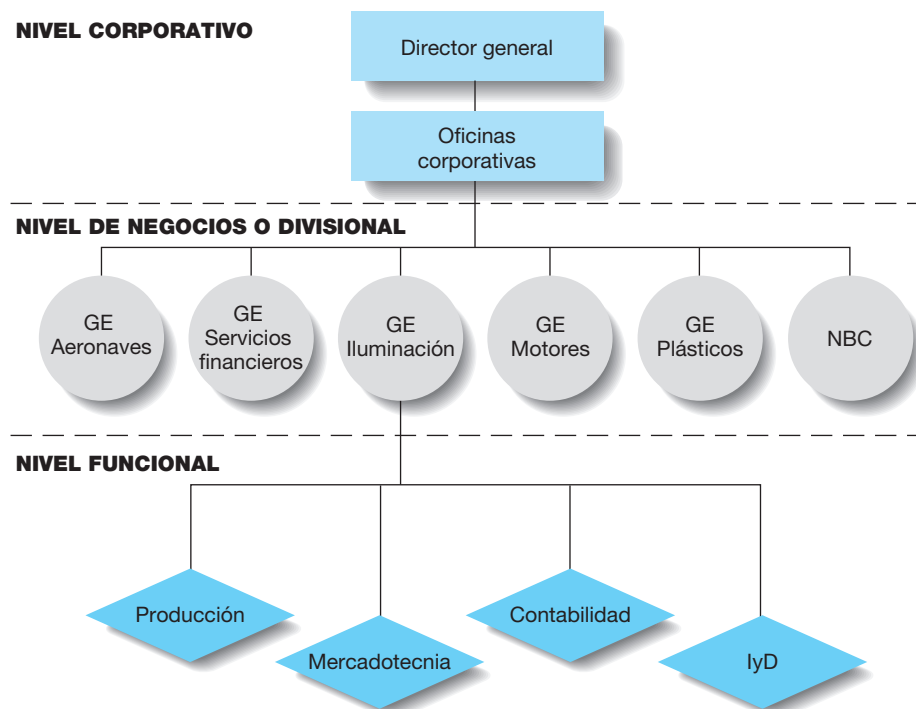 NIVEL CORPORATIVO
Director general
Oficinas
corporativas
NIVEL DE NEGOCIOS O DIVISIONAL
GE
Aeronaves
GE
Servicios
financieros
GE
Iluminación
GE
Motores
GE
Plásticos
NBC
NIVEL FUNCIONAL
Producción
Mercadotecnia
Contabilidad
IyD